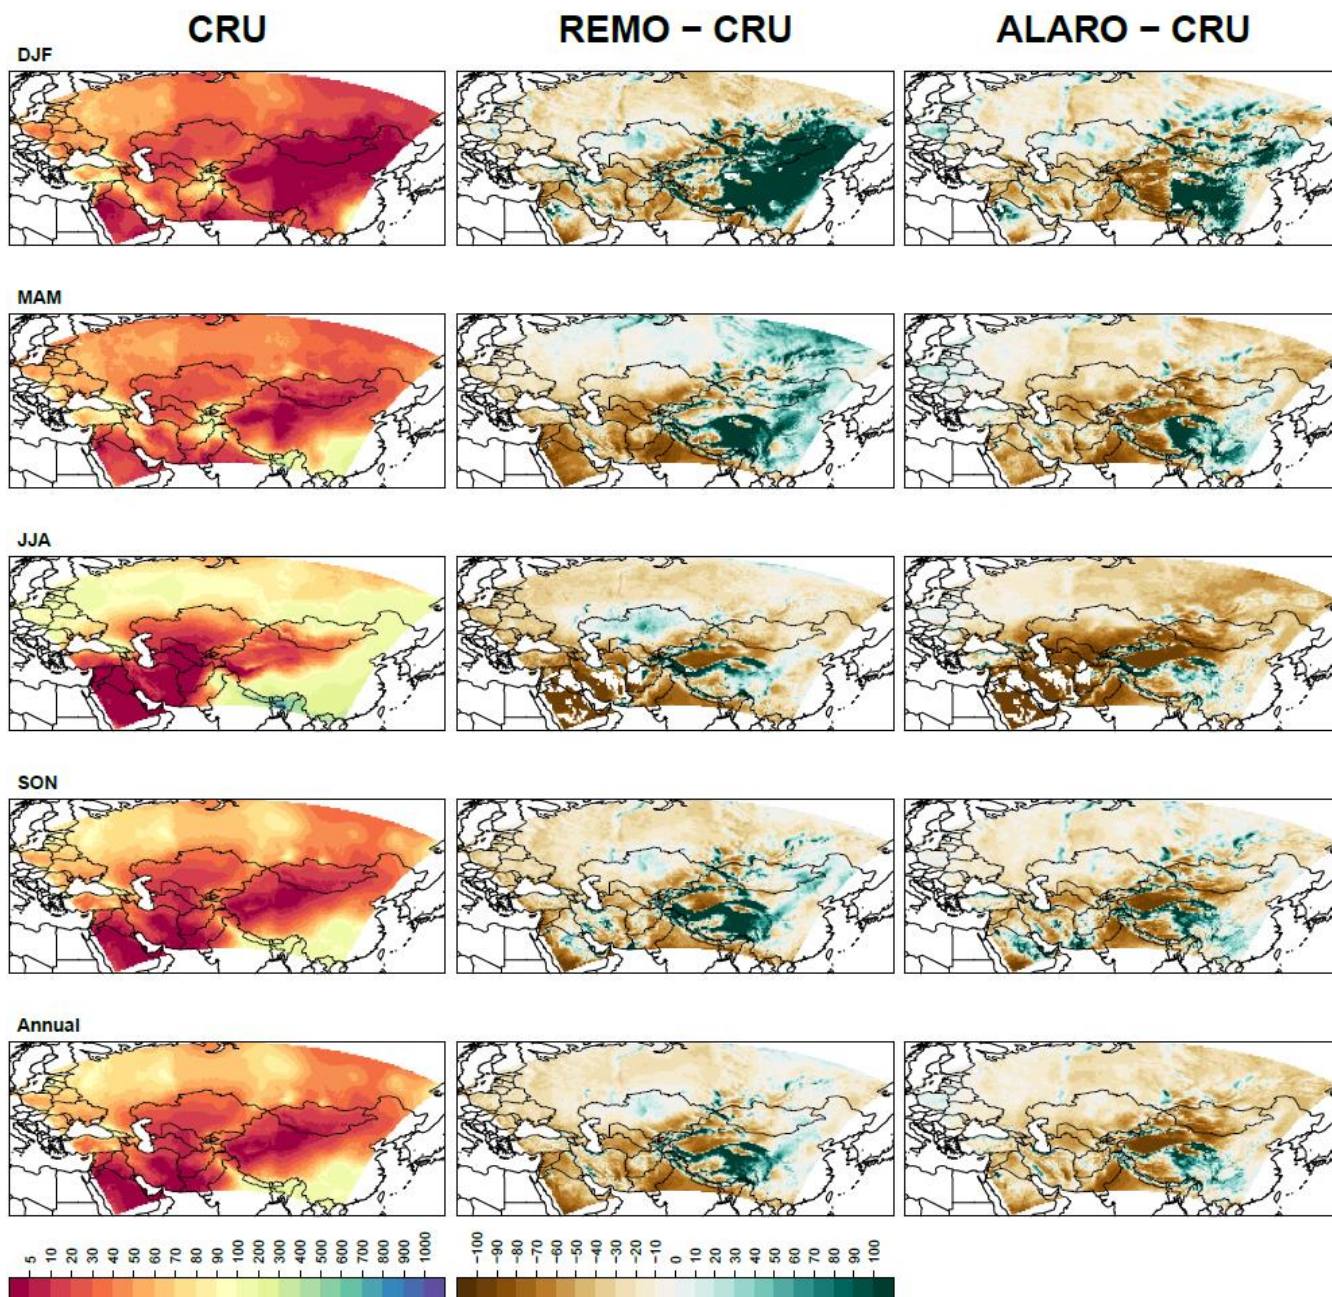 CRU REMO − CRU ALARO − CRU
DJF
MAM
JJA
SON
Annual
5 10 20 30 40 50 60 70 80 90 100 200 300 400 500 600 700 800 900 1000
−100 −90 −80 −70 −60 −50 −40 −30 −20 −10 0 10 20 30 40 50 60 70 80 90 100